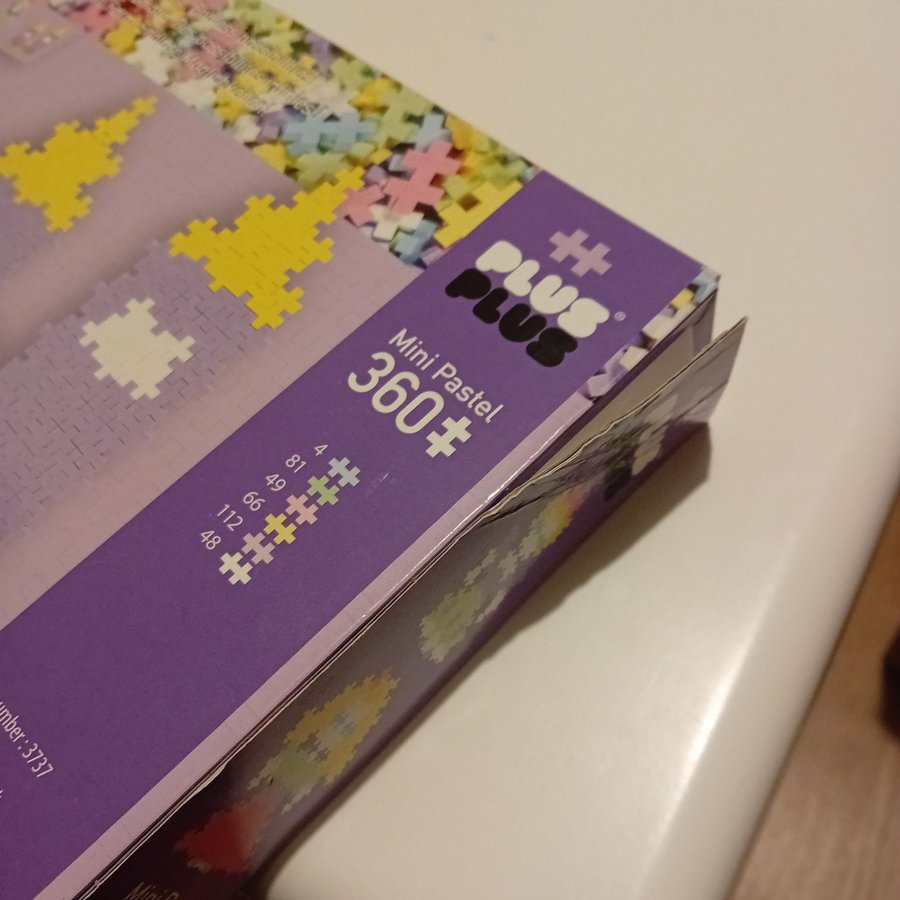 PLUS
PLUS®
Mini Pastel
360
4
81
49
66
112
48
umber: 3737